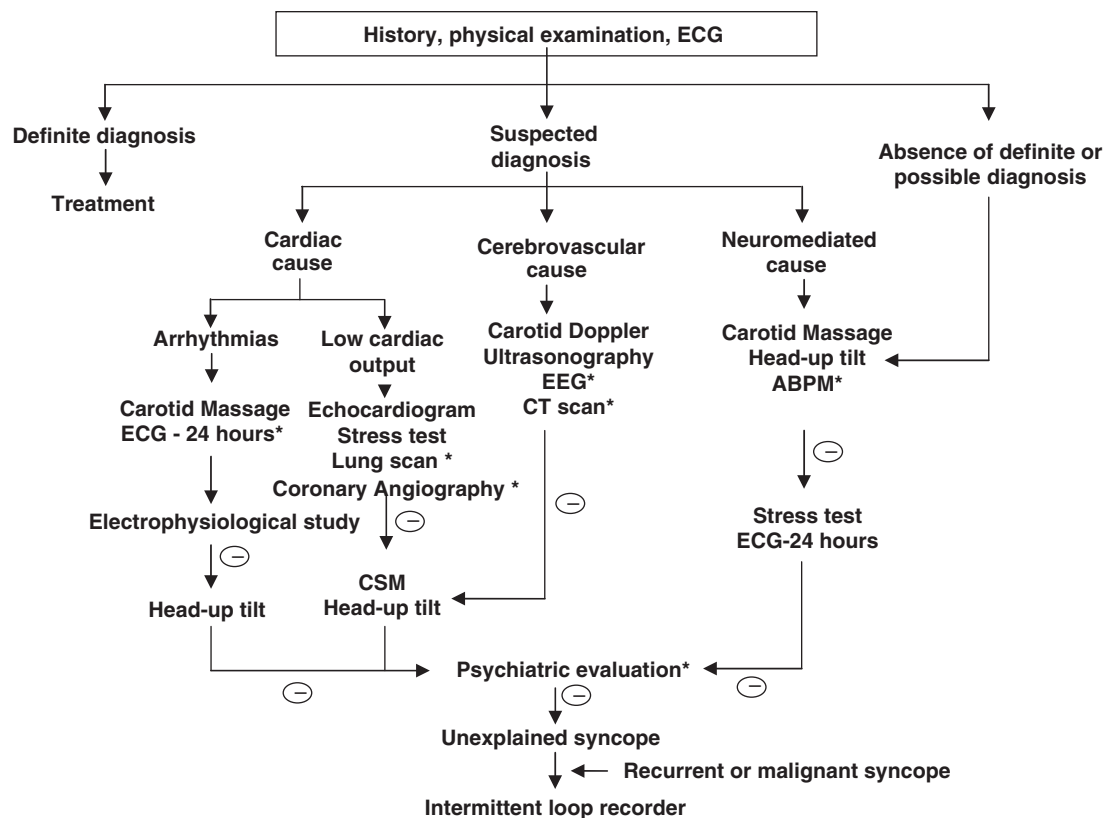 History, physical examination, ECG
Definite diagnosis
Treatment
Suspected
diagnosis
Absence of definite or
possible diagnosis
Cardiac
cause
Cerebrovascular
cause
Neuromediated
cause
Arrhythmias
Low cardiac
output
Carotid Massage
ECG - 24 hours*
Electrophysiological study
−
Head-up tilt
Echocardiogram
Stress test
Lung scan *
Coronary Angiography *
−
CSM
Head-up tilt
Carotid Doppler
Ultrasonography
EEG*
CT scan*
−
Carotid Massage
Head-up tilt
ABPM*
−
Stress test
ECG-24 hours
−
Psychiatric evaluation*
−
−
Unexplained syncope
Recurrent or malignant syncope
Intermittent loop recorder